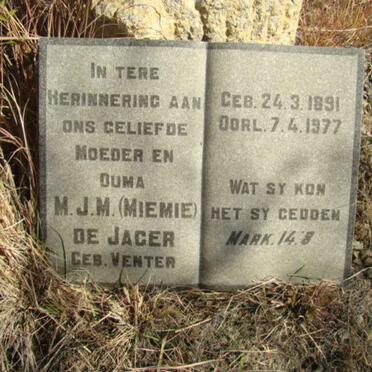 IN TERE
HERINNERING AAN
ONS GELIEFDE
MOEDER EN
OUMA
M.J.M. (MIEMIE)
DE JAGER
GEB. VENTER
GEB. 24.3.1891
OORL. 7.4.1977
WAT SY KON
HET SY GEDOEN
MARK. 14:8